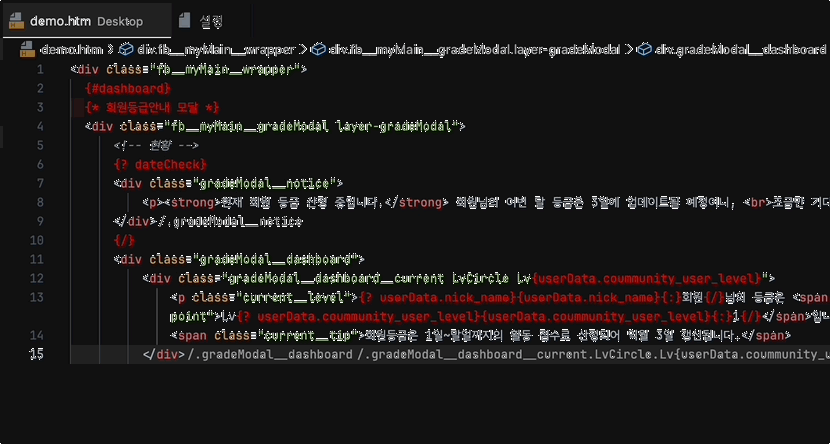 demo.htm Desktop 설정
demo.htm > div.fb__myMain__wrapper > div.fb__myMain__gradeModal.layer-gradeModal > div.gradeModal__dashboard
1 <div class="fb__myMain__wrapper">
2 {#dashboard}
3 {* 회원등급안내 모달 *}
4 <div class="fb__myMain__gradeModal layer-gradeModal">
5 <!-- -->
6 {? dateCheck}
7 <div class="gradeModal__notice">
8 <p><strong>현재 회원 등급 산정 중입니다.</strong> 회원님의 이번 달 등급은 3일에 업데이트될 예정이니, <br>조금만 기다
9 </div>/.gradeModal__notice
10 {/}
11 <div class="gradeModal__dashboard">
12 <div class="gradeModal__dashboard__current LvCircle Lv{userData.coummunity_user_level}">
13 <p class="current__level">{? userData.nick_name}{userData.nick_name}{:}회원{/}님의 등급은 <span
point">Lv{? userData.coummunity_user_level}{userData.coummunity_user_level}{:}1{/}</span>입니
14 <span class="current__tip">회원등급은 1일~말일까지의 활동 점수로 산정되어 매월 3일 갱신됩니다.</span>
15 </div>/.gradeModal__dashboard /.gradeModal__dashboard__current.LvCircle.Lv{userData.coummunity_u